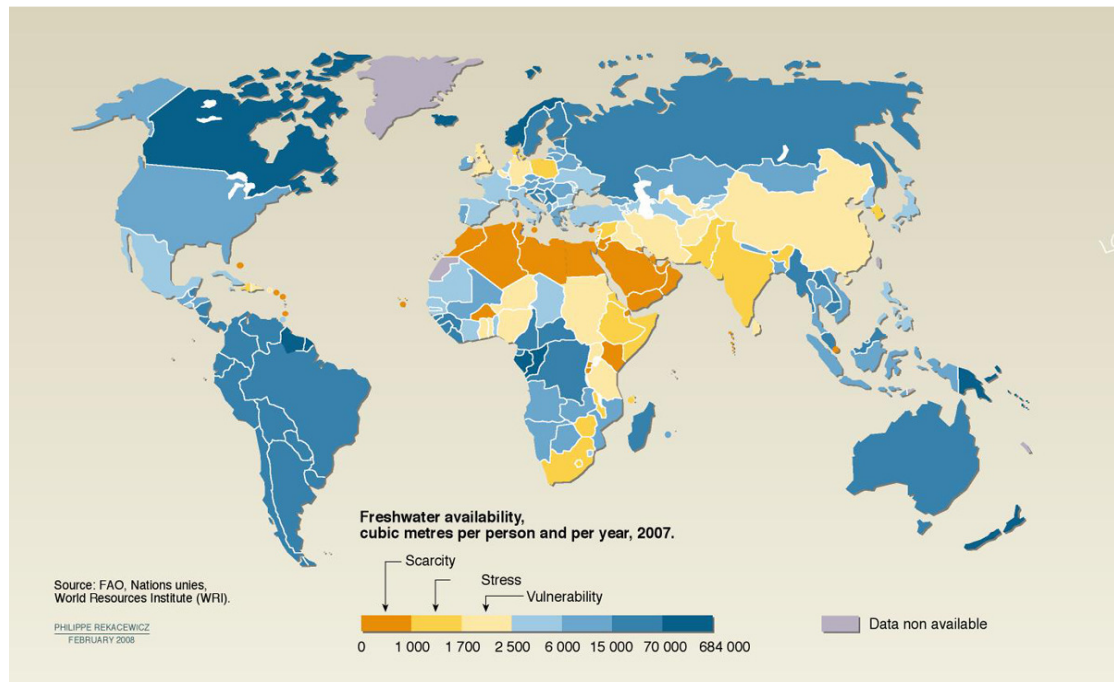 Freshwater availability,
cubic metres per person and per year, 2007.
Scarcity
Stress
Vulnerability
0 1 000 1 700 2 500 6 000 15 000 70 000 684 000
Data non available
Source: FAO, Nations unies,
World Resources Institute (WRI).
PHILIPPE REKACEWICZ
FEBRUARY 2008